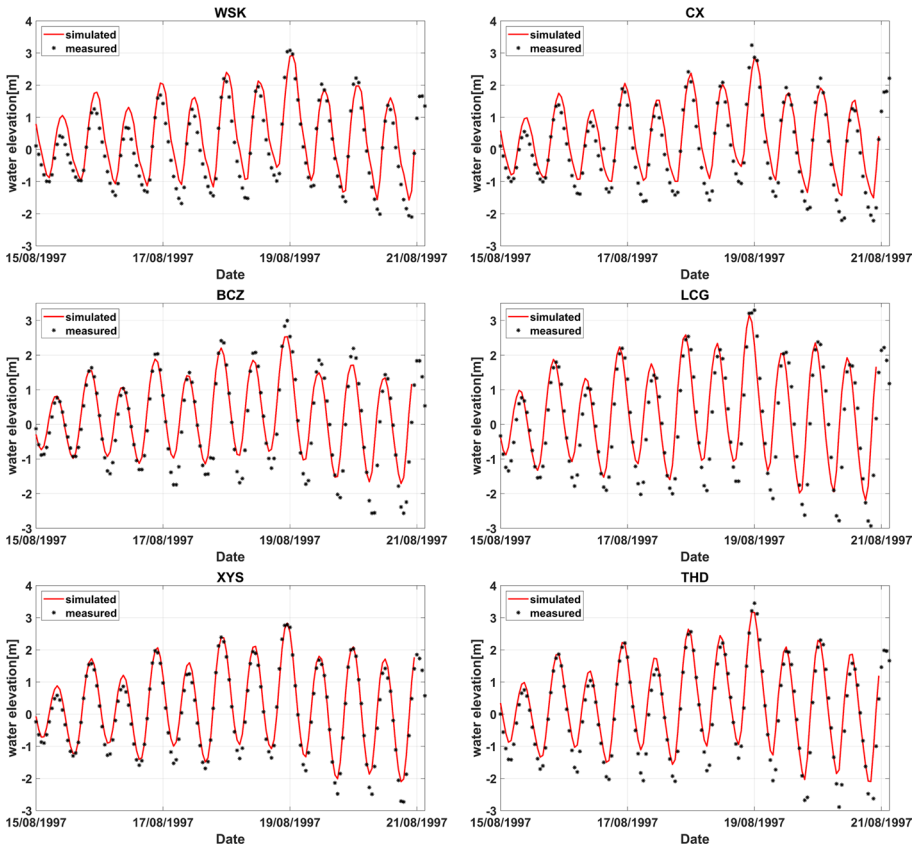 WSK
4
3
2
1
0
-1
-2
-3
water elevation[m]
simulated
measured
15/08/1997 17/08/1997 19/08/1997 21/08/1997
Date
CX
4
3
2
1
0
-1
-2
-3
water elevation[m]
simulated
measured
15/08/1997 17/08/1997 19/08/1997 21/08/1997
Date
BCZ
3
2
1
0
-1
-2
-3
water elevation[m]
simulated
measured
15/08/1997 17/08/1997 19/08/1997 21/08/1997
Date
LCG
3
2
1
0
-1
-2
-3
water elevation[m]
simulated
measured
15/08/1997 17/08/1997 19/08/1997 21/08/1997
Date
XYS
4
3
2
1
0
-1
-2
-3
water elevation[m]
simulated
measured
15/08/1997 17/08/1997 19/08/1997 21/08/1997
Date
THD
4
3
2
1
0
-1
-2
-3
water elevation[m]
simulated
measured
15/08/1997 17/08/1997 19/08/1997 21/08/1997
Date